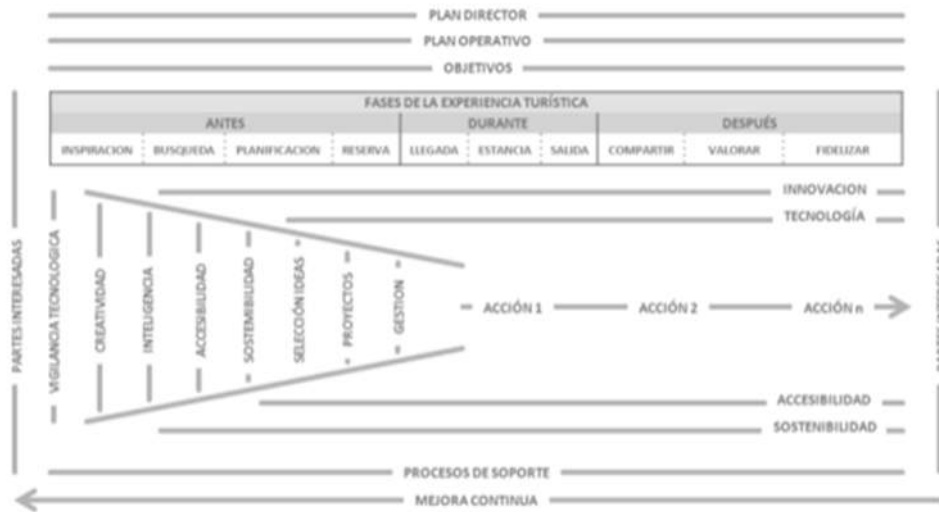 PLAN DIRECTOR
PLAN OPERATIVO
OBJETIVOS
FASES DE LA EXPERIENCIA TURÍSTICA
ANTES DURANTE DESPUÉS
INSPIRACION BUSQUEDA PLANIFICACION RESERVA LLEGADA ESTANCIA SALIDA COMPARTIR VALORAR FIDELIZAR
INNOVACION
TECNOLOGÍA
PARTES INTERESADAS
VIGILANCIA TECNOLOGICA
CREATIVIDAD
INTELIGENCIA
ACCESIBILIDAD
SOSTEMIBILIDAD
SELECCIÓN IDEAS
PROYECTOS
GESTION
ACCIÓN 1 ACCIÓN 2 ACCIÓN n
ACCESIBILIDAD
SOSTENIBILIDAD
PROCESOS DE SOPORTE
MEJORA CONTINUA